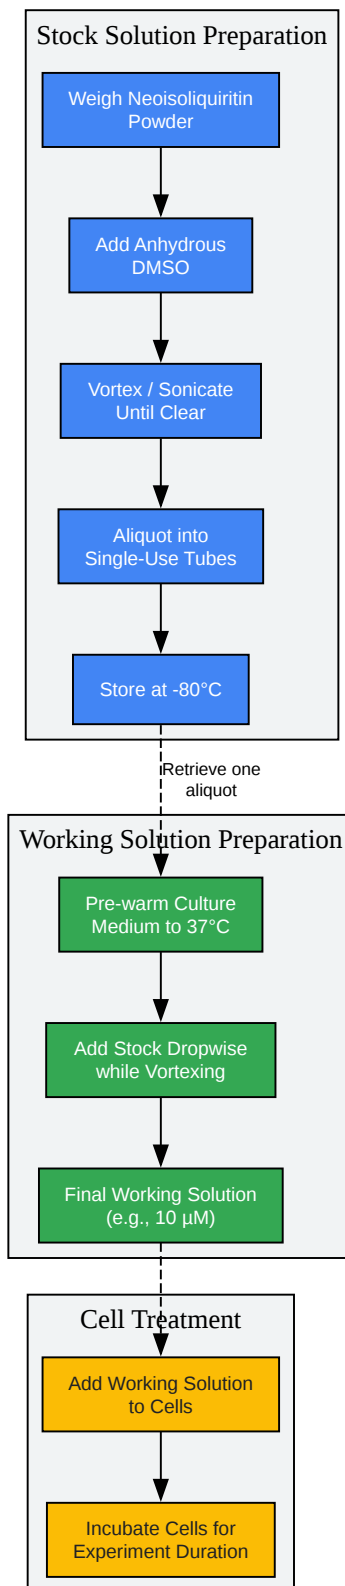 Stock Solution Preparation
Weigh Neoisoliquiritin
Powder
Add Anhydrous
DMSO
Vortex / Sonicate
Until Clear
Aliquot into
Single-Use Tubes
Store at -80°C
Retrieve one
aliquot
Working Solution Preparation
Pre-warm Culture
Medium to 37°C
Add Stock Dropwise
while Vortexing
Final Working Solution
(e.g., 10 µM)
Cell Treatment
Add Working Solution
to Cells
Incubate Cells for
Experiment Duration